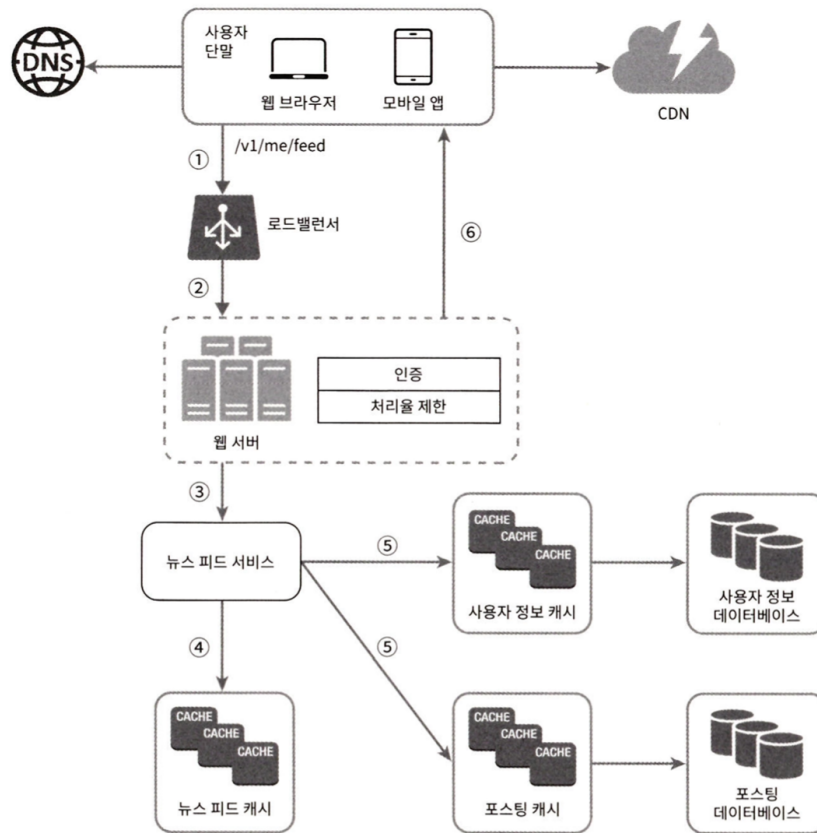 사용자
단말
DNS
웹 브라우저
모바일 앱
CDN
① /v1/me/feed
로드밸런서
⑥
②
인증
처리율 제한
웹 서버
③
뉴스 피드 서비스
⑤
CACHE
CACHE
CACHE
사용자 정보 캐시
사용자 정보
데이터베이스
④
⑤
CACHE
CACHE
CACHE
뉴스 피드 캐시
CACHE
CACHE
CACHE
포스팅 캐시
포스팅
데이터베이스